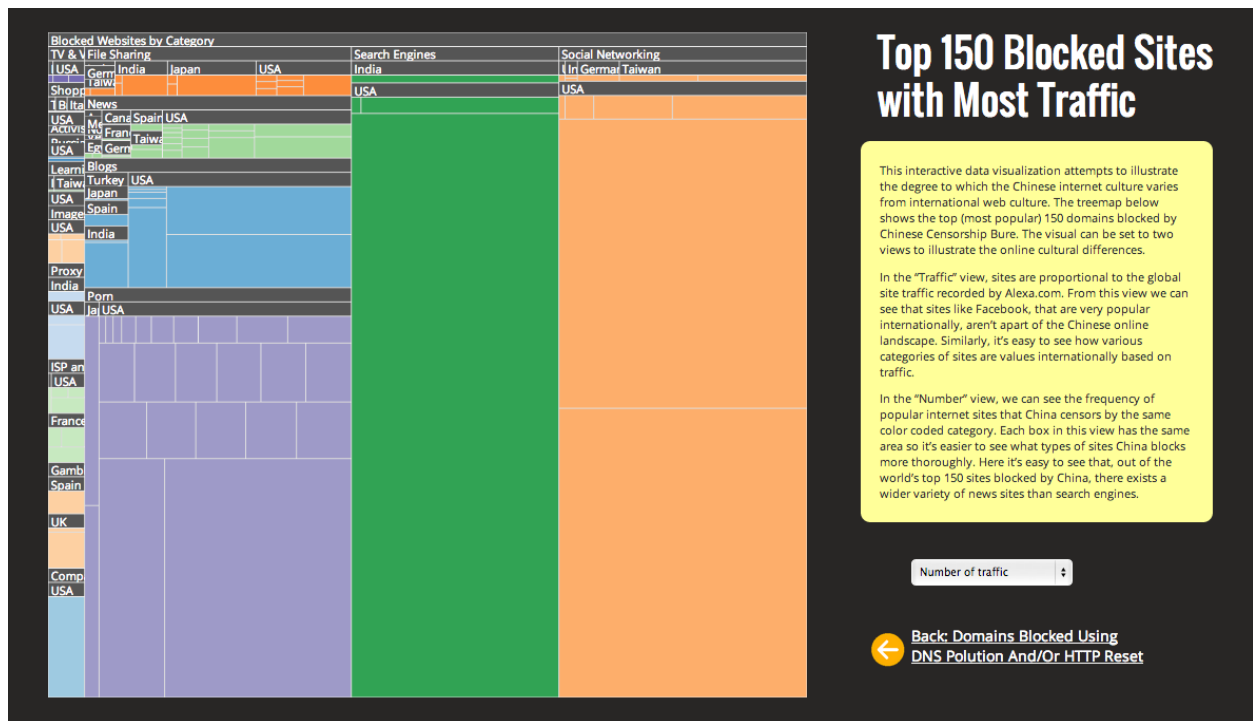 Blocked Websites by Category
TV & V
File Sharing
Search Engines
Social Networking
USA
Germ
India
Japan
USA
India
In
Germa
Taiwan
Taiwa
Shopp
USA
USA
B
Ita
News
USA
Me
Cana
Spain
USA
Activis
Fran
Taiwa
USA
Eg
Germ
Learni
Blogs
Taiwa
Turkey
USA
USA
Japan
Image
Spain
USA
India
Proxy
India
Porn
USA
Ja
USA
ISP an
USA
France
Gamb
Spain
UK
Comp
USA
Top 150 Blocked Sites
with Most Traffic
This interactive data visualization attempts to illustrate
the degree to which the Chinese internet culture varies
from international web culture. The treemap below
shows the top (most popular) 150 domains blocked by
Chinese Censorship Bure. The visual can be set to two
views to illustrate the online cultural differences.
In the “Traffic” view, sites are proportional to the global
site traffic recorded by Alexa.com. From this view we can
see that sites like Facebook, that are very popular
internationally, aren’t apart of the Chinese online
landscape. Similarly, it’s easy to see how various
categories of sites are values internationally based on
traffic.
In the “Number” view, we can see the frequency of
popular internet sites that China censors by the same
color coded category. Each box in this view has the same
area so it’s easier to see what types of sites China blocks
more thoroughly. Here it’s easy to see that, out of the
world’s top 150 sites blocked by China, there exists a
wider variety of news sites than search engines.
Number of traffic
Back: Domains Blocked Using
DNS Polution And/Or HTTP Reset